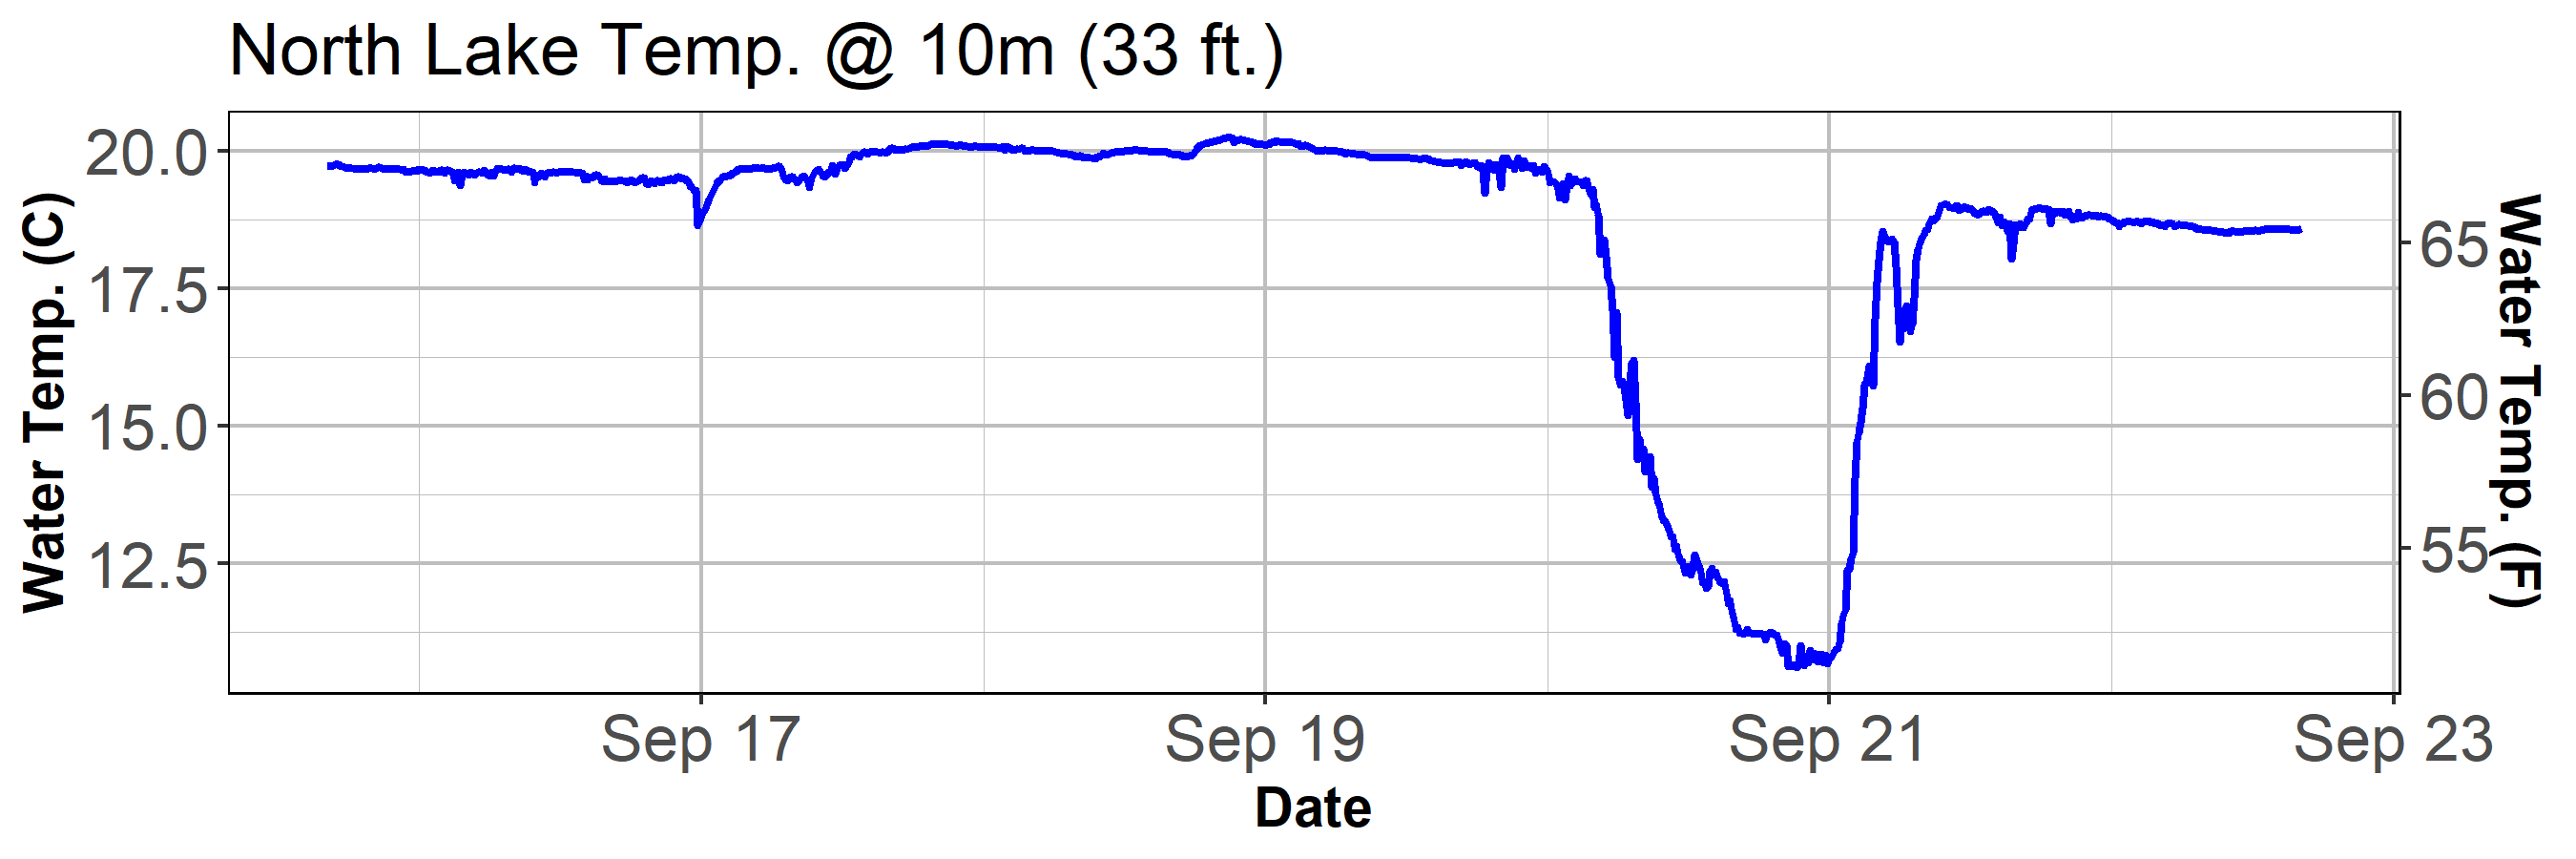 North Lake Temp. @ 10m (33 ft.)
Water Temp. (C)
20.0
17.5
15.0
12.5
65
60
55
Water Temp. (F)
Sep 17
Sep 19
Sep 21
Sep 23
Date